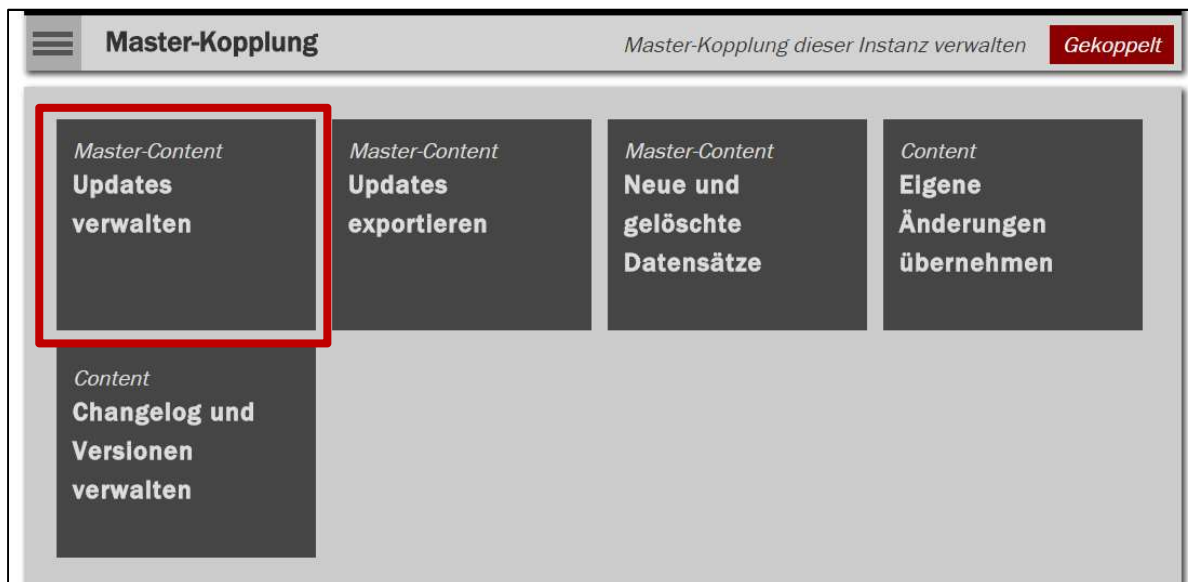 Master-Kopplung
Master-Kopplung dieser Instanz verwalten
Gekoppelt
Master-Content
Updates
verwalten
Master-Content
Updates
exportieren
Master-Content
Neue und
gelöschte
Datensätze
Content
Eigene
Änderungen
übernehmen
Content
Changelog und
Versionen
verwalten